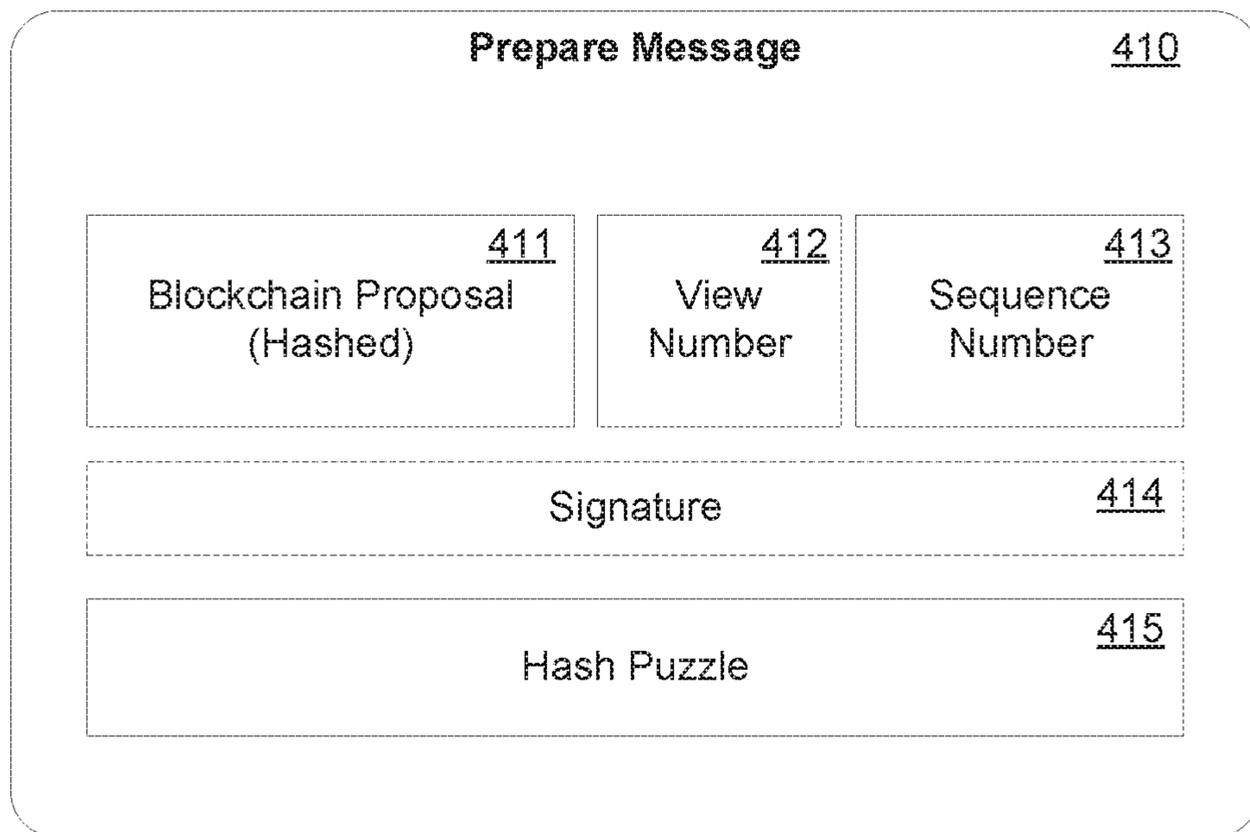 Prepare Message 410
411
Blockchain Proposal
(Hashed)
412
View
Number
413
Sequence
Number
414
Signature
415
Hash Puzzle